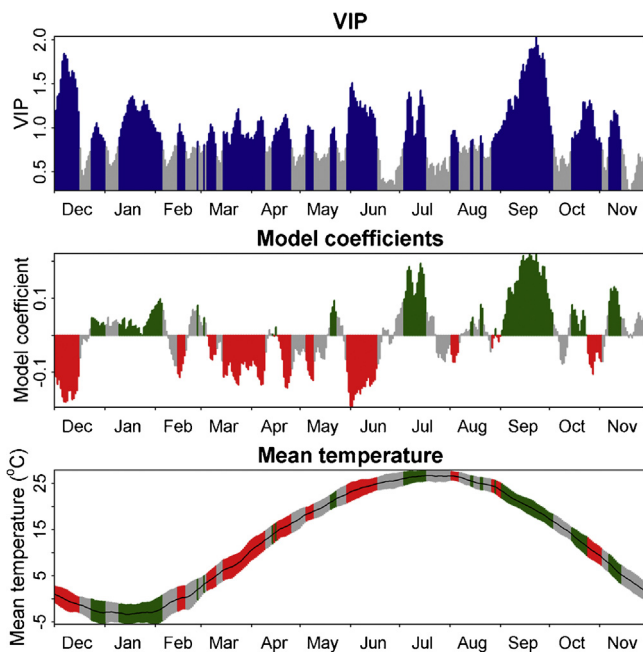 VIP
VIP
2.0
1.5
1.0
0.5
Dec Jan Feb Mar Apr May Jun Jul Aug Sep Oct Nov
Model coefficients
Model coefficient
0.1
-0.1
Dec Jan Feb Mar Apr May Jun Jul Aug Sep Oct Nov
Mean temperature
Mean temperature (°C)
25
15
5
-5
Dec Jan Feb Mar Apr May Jun Jul Aug Sep Oct Nov